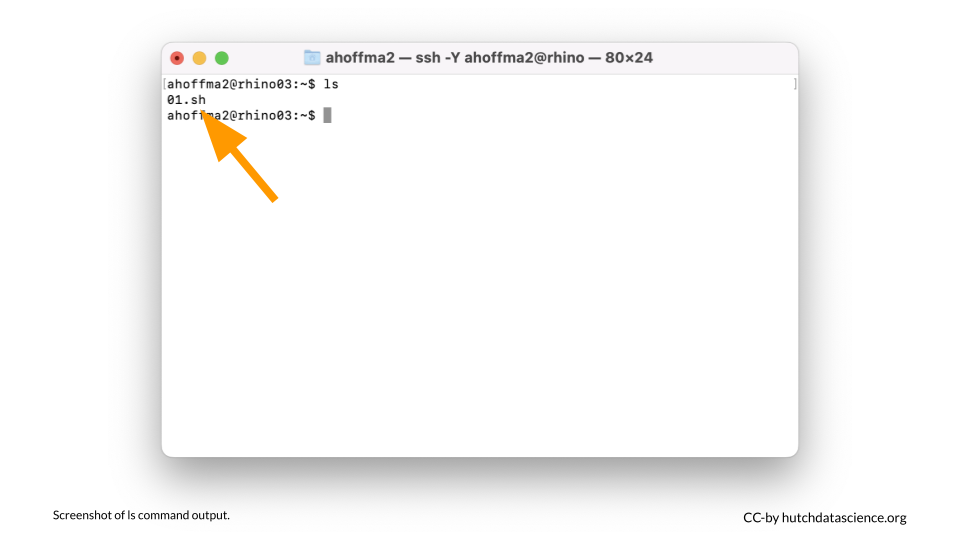 ahoffma2 — ssh -Y ahoffma2@rhino — 80×24
[ahoffma2@rhino03:~$ ls ]
01.sh
ahoffma2@rhino03:~$
Screenshot of ls command output.
CC-by hutchdatascience.org